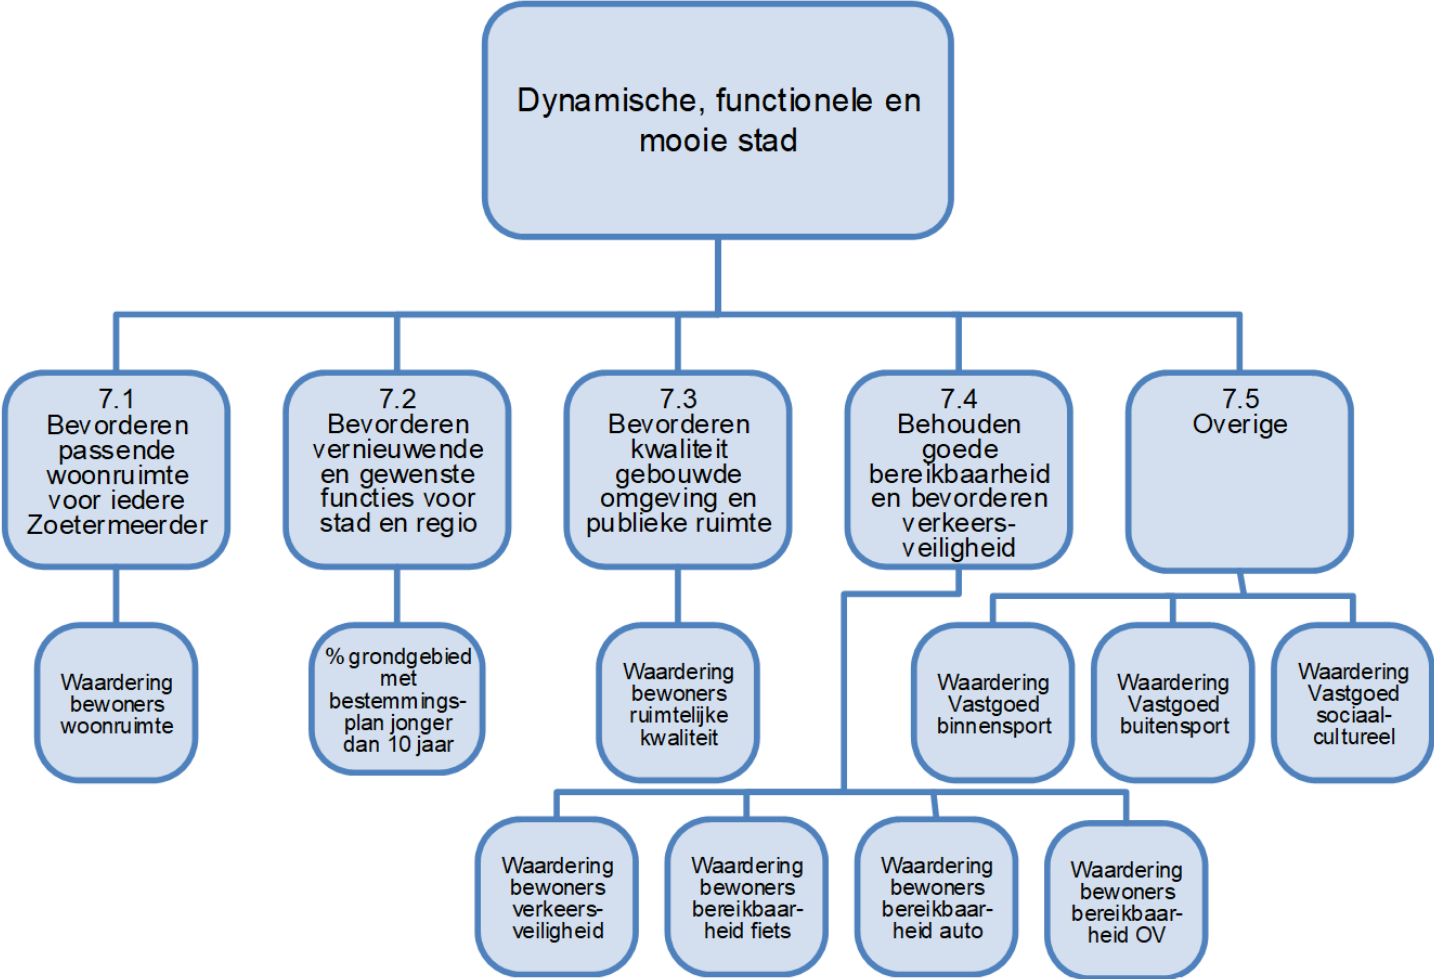 Dynamische, functionele en
mooie stad
7.1
Bevorderen
passende
woonruimte
voor iedere
Zoetermeerder
7.2
Bevorderen
vernieuwende
en gewenste
functies voor
stad en regio
7.3
Bevorderen
kwaliteit
gebouwde
omgeving en
publieke ruimte
7.4
Behouden
goede
bereikbaarheid
en bevorderen
verkeers-
veiligheid
7.5
Overige
Waardering
bewoners
woonruimte
% grondgebied
met
bestemmings-
plan jonger
dan 10 jaar
Waardering
bewoners
ruimtelijke
kwaliteit
Waardering
Vastgoed
binnensport
Waardering
Vastgoed
buitensport
Waardering
Vastgoed
sociaal-
cultureel
Waardering
bewoners
verkeers-
veiligheid
Waardering
bewoners
bereikbaar-
heid fiets
Waardering
bewoners
bereikbaar-
heid auto
Waardering
bewoners
bereikbaar-
heid OV